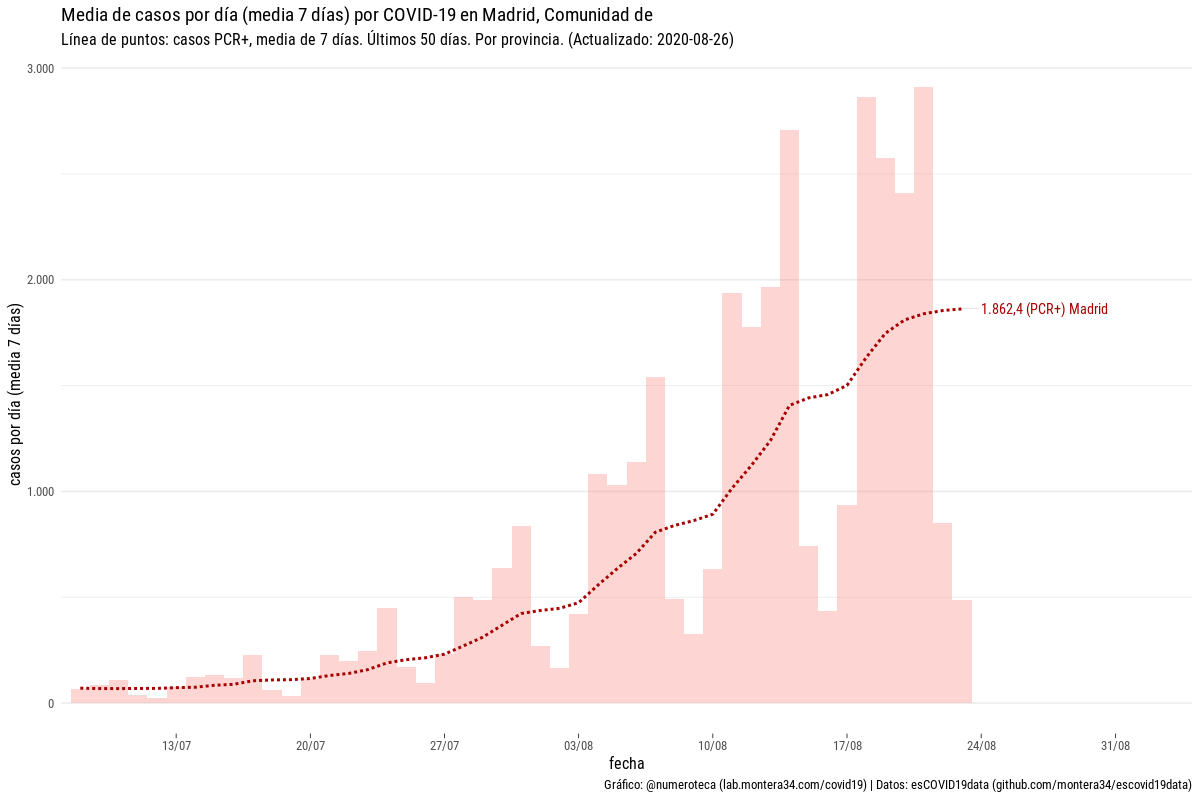 Media de casos por día (media 7 días) por COVID-19 en Madrid, Comunidad de
Línea de puntos: casos PCR+, media de 7 días. Últimos 50 días. Por provincia. (Actualizado: 2020-08-26)
casos por día (media 7 días)
3.000
2.000
1.000
0
1.862,4 (PCR+) Madrid
13/07
20/07
27/07
03/08
10/08
17/08
24/08
31/08
fecha
Gráfico: @numeroteca (lab.montera34.com/covid19) | Datos: esCOVID19data (github.com/montera34/escovid19data)